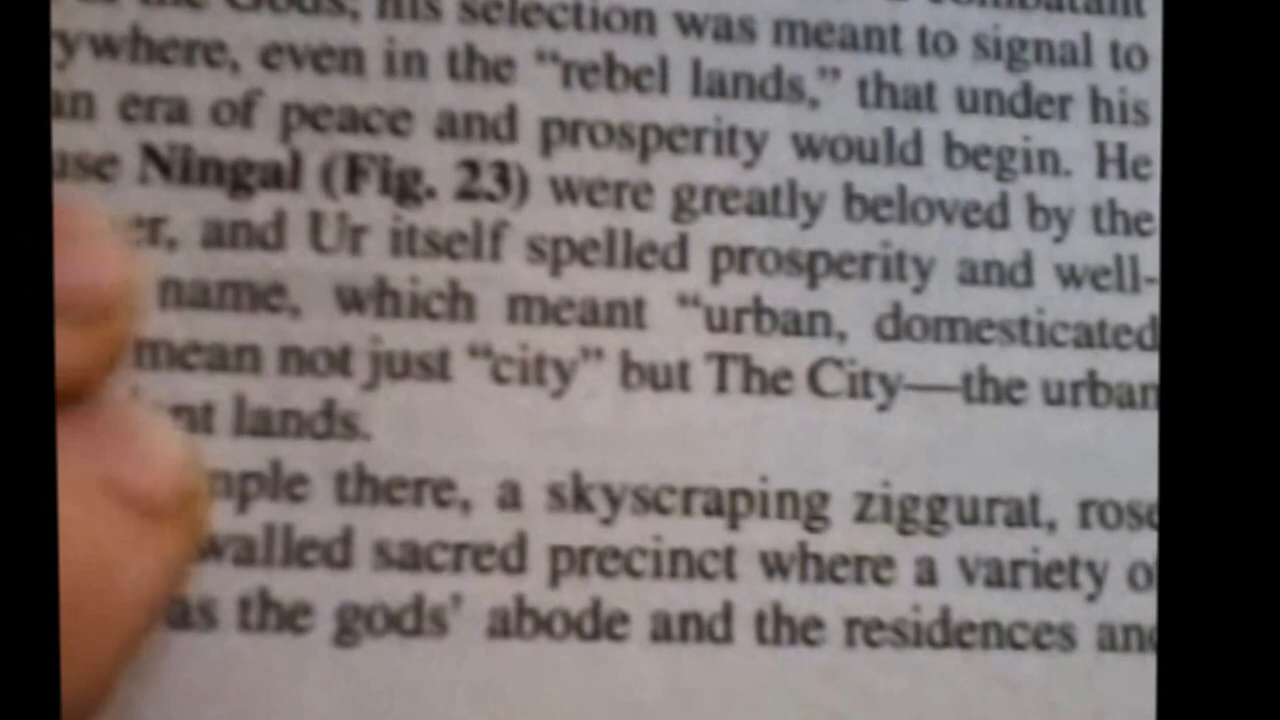 the Gods, his selection was meant to signal to
ywhere, even in the “rebel lands,” that under his
an era of peace and prosperity would begin. He
use Ningal (Fig. 23) were greatly beloved by the
er, and Ur itself spelled prosperity and well-
name, which meant “urban, domesticated
mean not just “city” but The City—the urban
nt lands.
mple there, a skyscraping ziggurat, rose
walled sacred precinct where a variety o
as the gods’ abode and the residences and